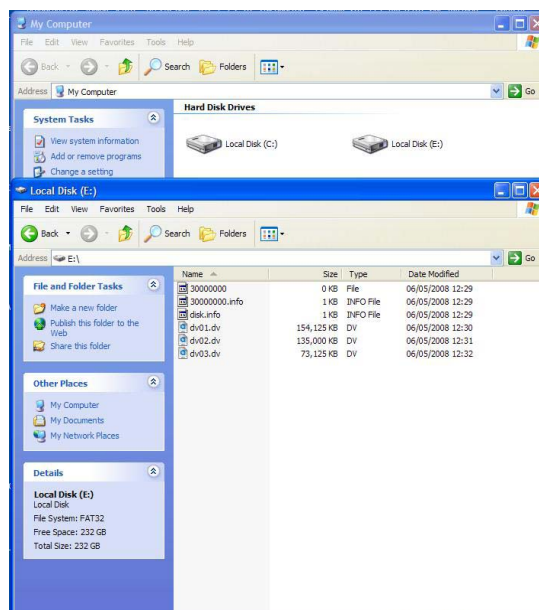 My Computer
File Edit View Favorites Tools Help
Back Search Folders
Address My Computer Go
System Tasks
View system information
Add or remove programs
Change a setting
Hard Disk Drives
Local Disk (C:) Local Disk (E:)
Local Disk (E:)
File Edit View Favorites Tools Help
Back Search Folders
Address E:\ Go
File and Folder Tasks
Make a new folder
Publish this folder to the
Web
Share this folder
Other Places
My Computer
My Documents
My Network Places
Details
Local Disk (E:)
Local Disk
File System: FAT32
Free Space: 232 GB
Total Size: 232 GB
Name Size Type Date Modified
30000000 0 KB File 06/05/2008 12:29
30000000.info 1 KB INFO File 06/05/2008 12:29
disk.info 1 KB INFO File 06/05/2008 12:29
dv01.dv 154,125 KB DV 06/05/2008 12:30
dv02.dv 135,000 KB DV 06/05/2008 12:31
dv03.dv 73,125 KB DV 06/05/2008 12:32